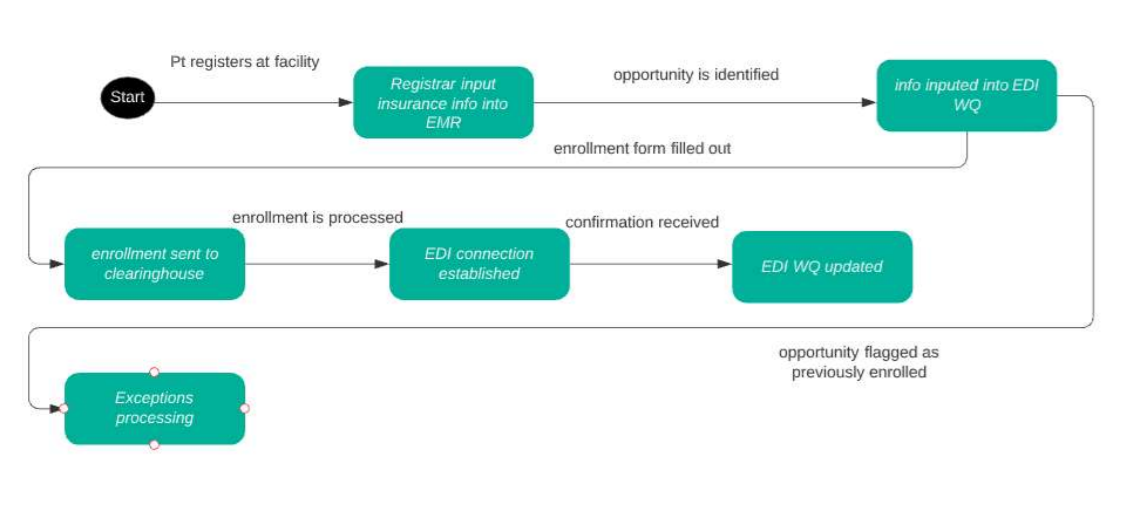 Pt registers at facility
Start
Registrar input
insurance info into
EMR
opportunity is identified
info inputed into EDI
WQ
enrollment form filled out
enrollment is processed
confirmation received
enrollment sent to
clearinghouse
EDI connection
established
EDI WQ updated
opportunity flagged as
previously enrolled
Exceptions
processing